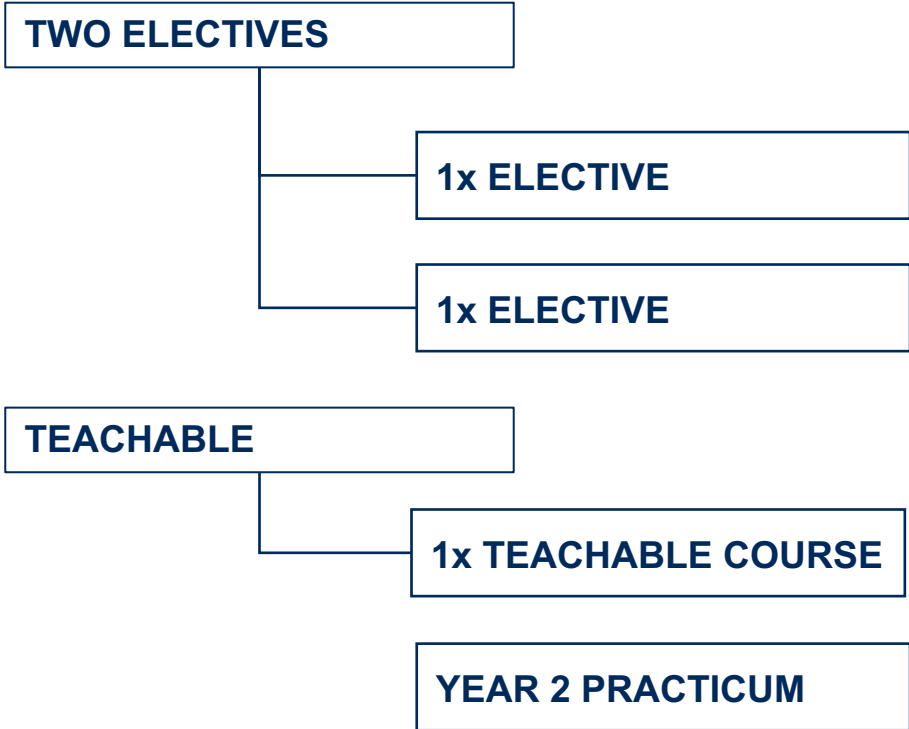 TWO ELECTIVES
1x ELECTIVE
1x ELECTIVE
TEACHABLE
1x TEACHABLE COURSE
YEAR 2 PRACTICUM